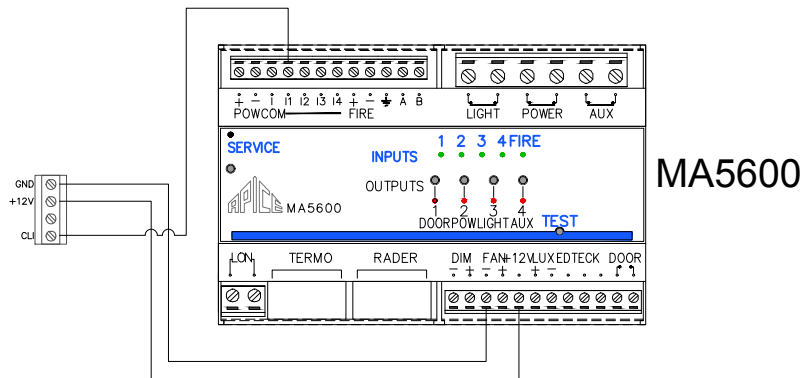 + - I I1 I2 I3 I4 + - A B
POWCOM FIRE LIGHT POWER AUX
SERVICE
1 2 3 4 FIRE
INPUTS
MA5600
GND
+12V
CLI
OUTPUTS
APICE MA5600
1 2 3 4
DOOR POW LIGHT AUX TEST
LON TERMO RADER DIM FAN +12V LUX EDTECK DOOR
- + - + + -